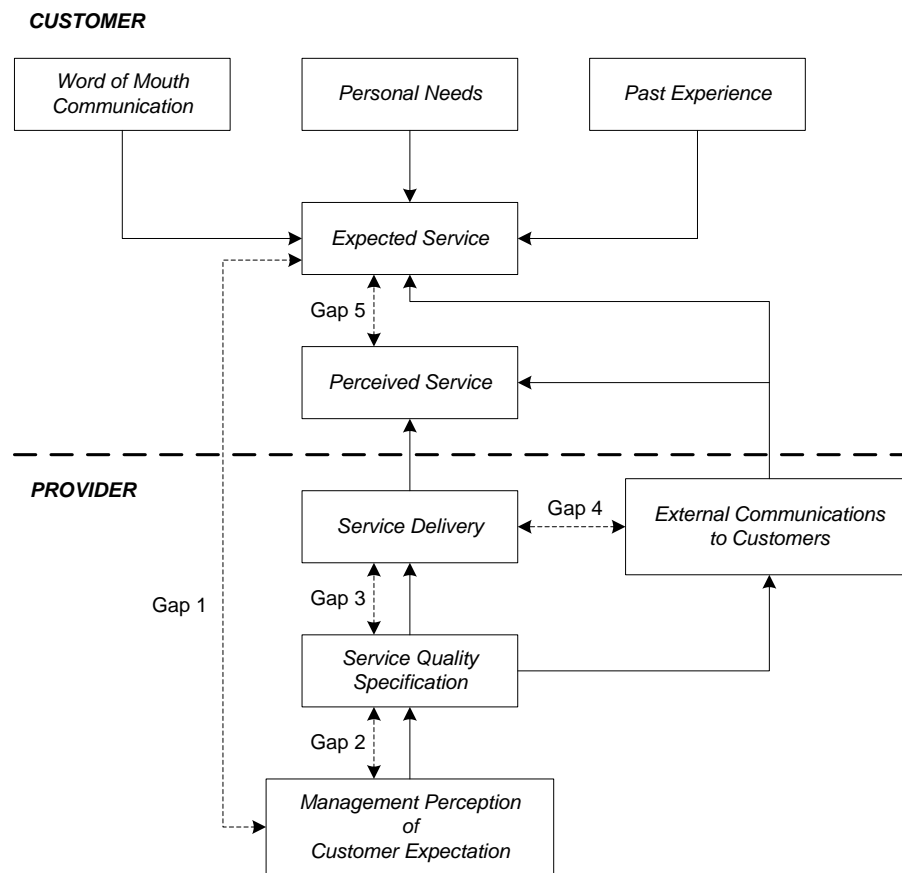 CUSTOMER
Word of Mouth
Communication
Personal Needs
Past Experience
Expected Service
Gap 5
Perceived Service
PROVIDER
Service Delivery
Gap 4
External Communications
to Customers
Gap 1
Gap 3
Service Quality
Specification
Gap 2
Management Perception
of
Customer Expectation